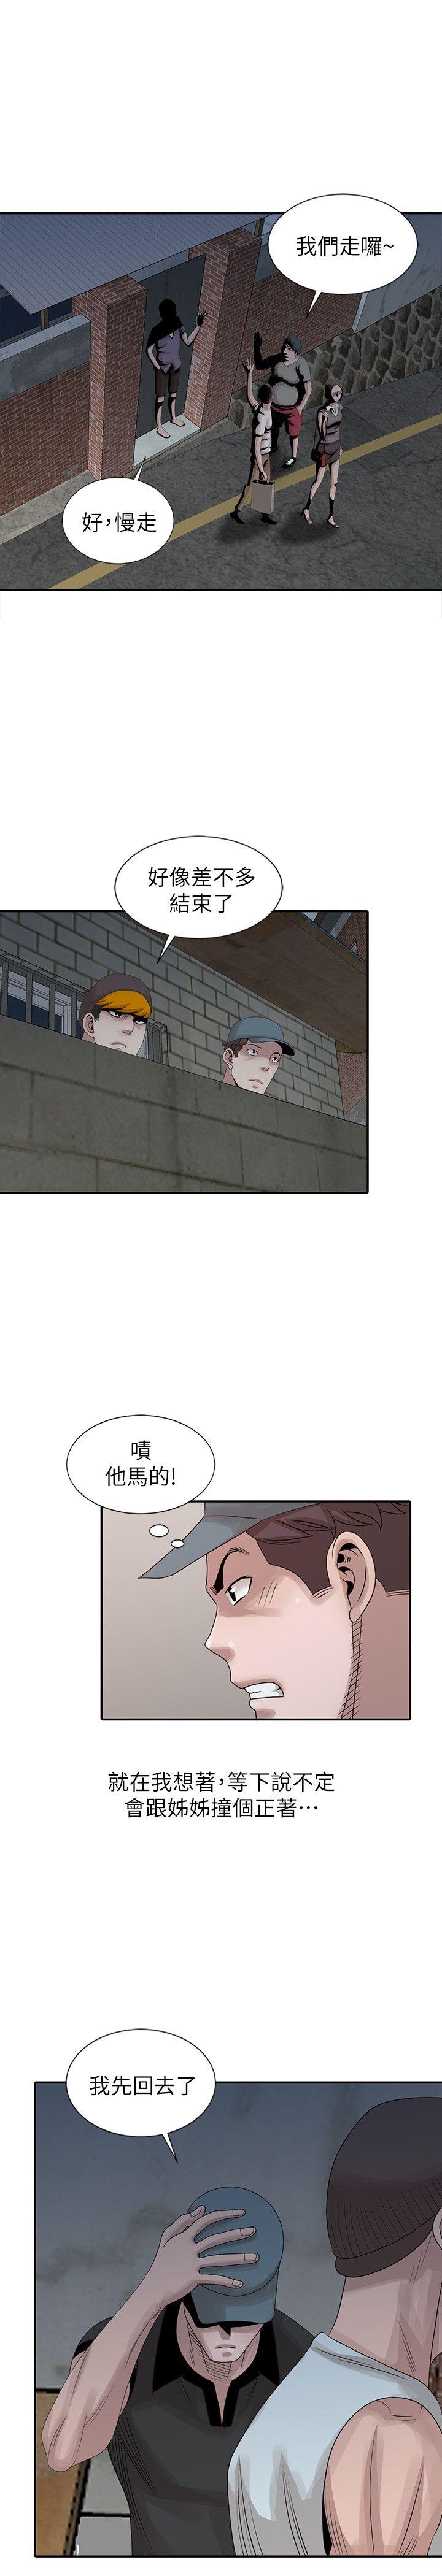 我們走囉~
好，慢走
好像差不多
結束了
嘖
他馬的!
就在我想著，等下說不定
會跟姊姊撞個正著…
我先回去了